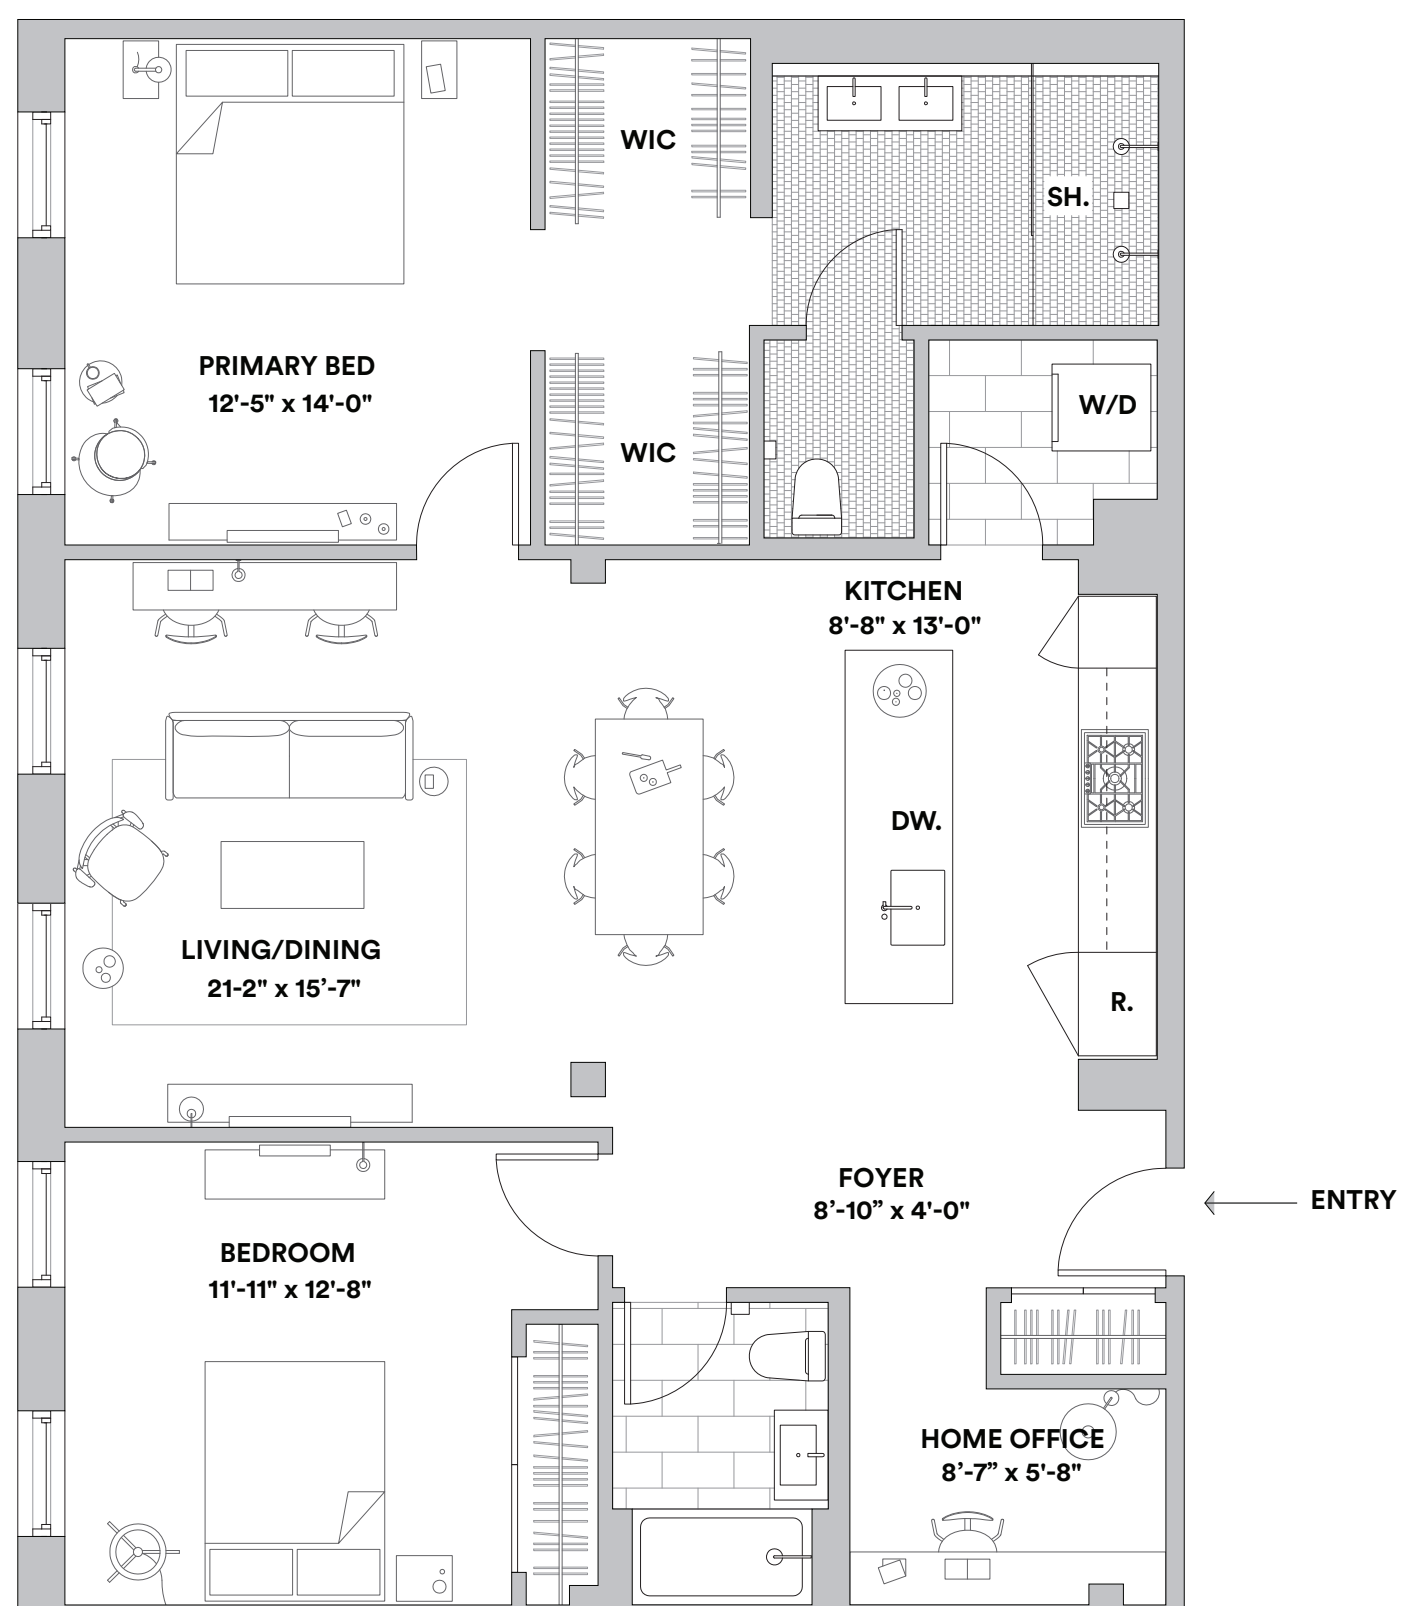 WIC
SH.
PRIMARY BED
12'-5" x 14'-0"
W/D
WIC
KITCHEN
8'-8" x 13'-0"
DW.
LIVING/DINING
21-2" x 15’-7"
R.
FOYER
8’-10” x 4'-0"
ENTRY
BEDROOM
11'-11" x 12'-8"
HOME OFFICE
8’-7” x 5'-8"